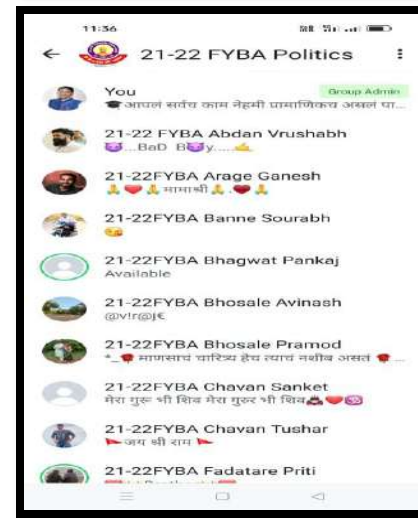 11:36
21-22 FYBA Politics
You
Group Admin
आपलं सर्वच काम नेहमी प्रामाणिकच असलं पा...
21-22 FYBA Abdan Vrushabh
😈...BaD B😈y.....✍️
21-22FYBA Arage Ganesh
🙏❤️🙏मामाश्री🙏.❤️🙏
21-22FYBA Banne Sourabh
😘
21-22FYBA Bhagwat Pankaj
Available
21-22FYBA Bhosale Avinash
@v!r@j€
21-22FYBA Bhosale Pramod
*_🌹 माणसाचं चारित्र्य हेच त्याचं नशीब असतं 🌹...
21-22FYBA Chavan Sanket
मेरा गुरू भी शिव मेरा गुरुर भी शिव
21-22FYBA Chavan Tushar
🚩जय श्री राम 🚩
21-22FYBA Fadatare Priti